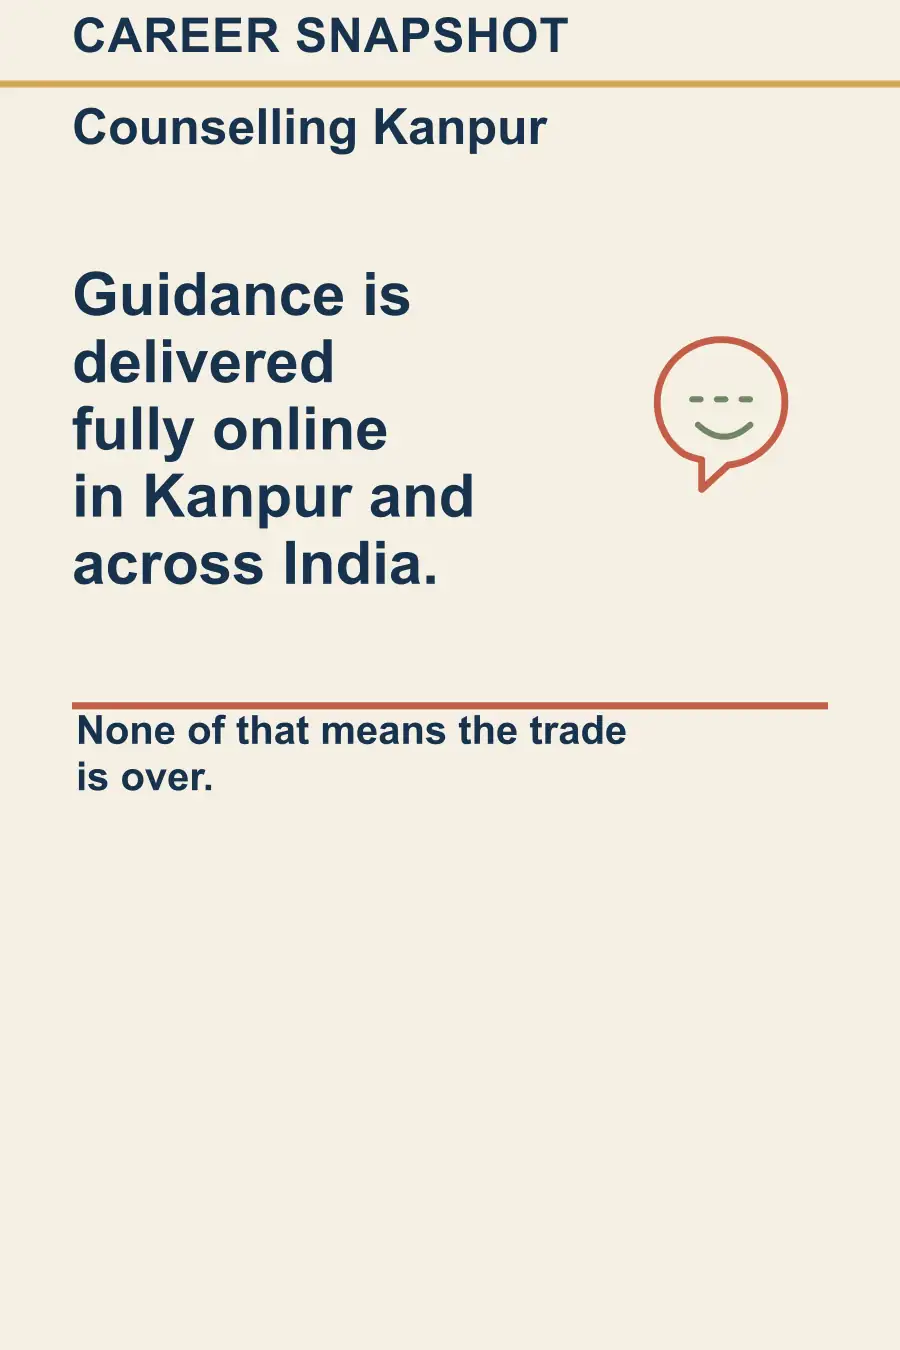 CAREER SNAPSHOT
Counselling Kanpur
Guidance is
delivered
fully online
in Kanpur and
across India.
None of that means the trade
is over.